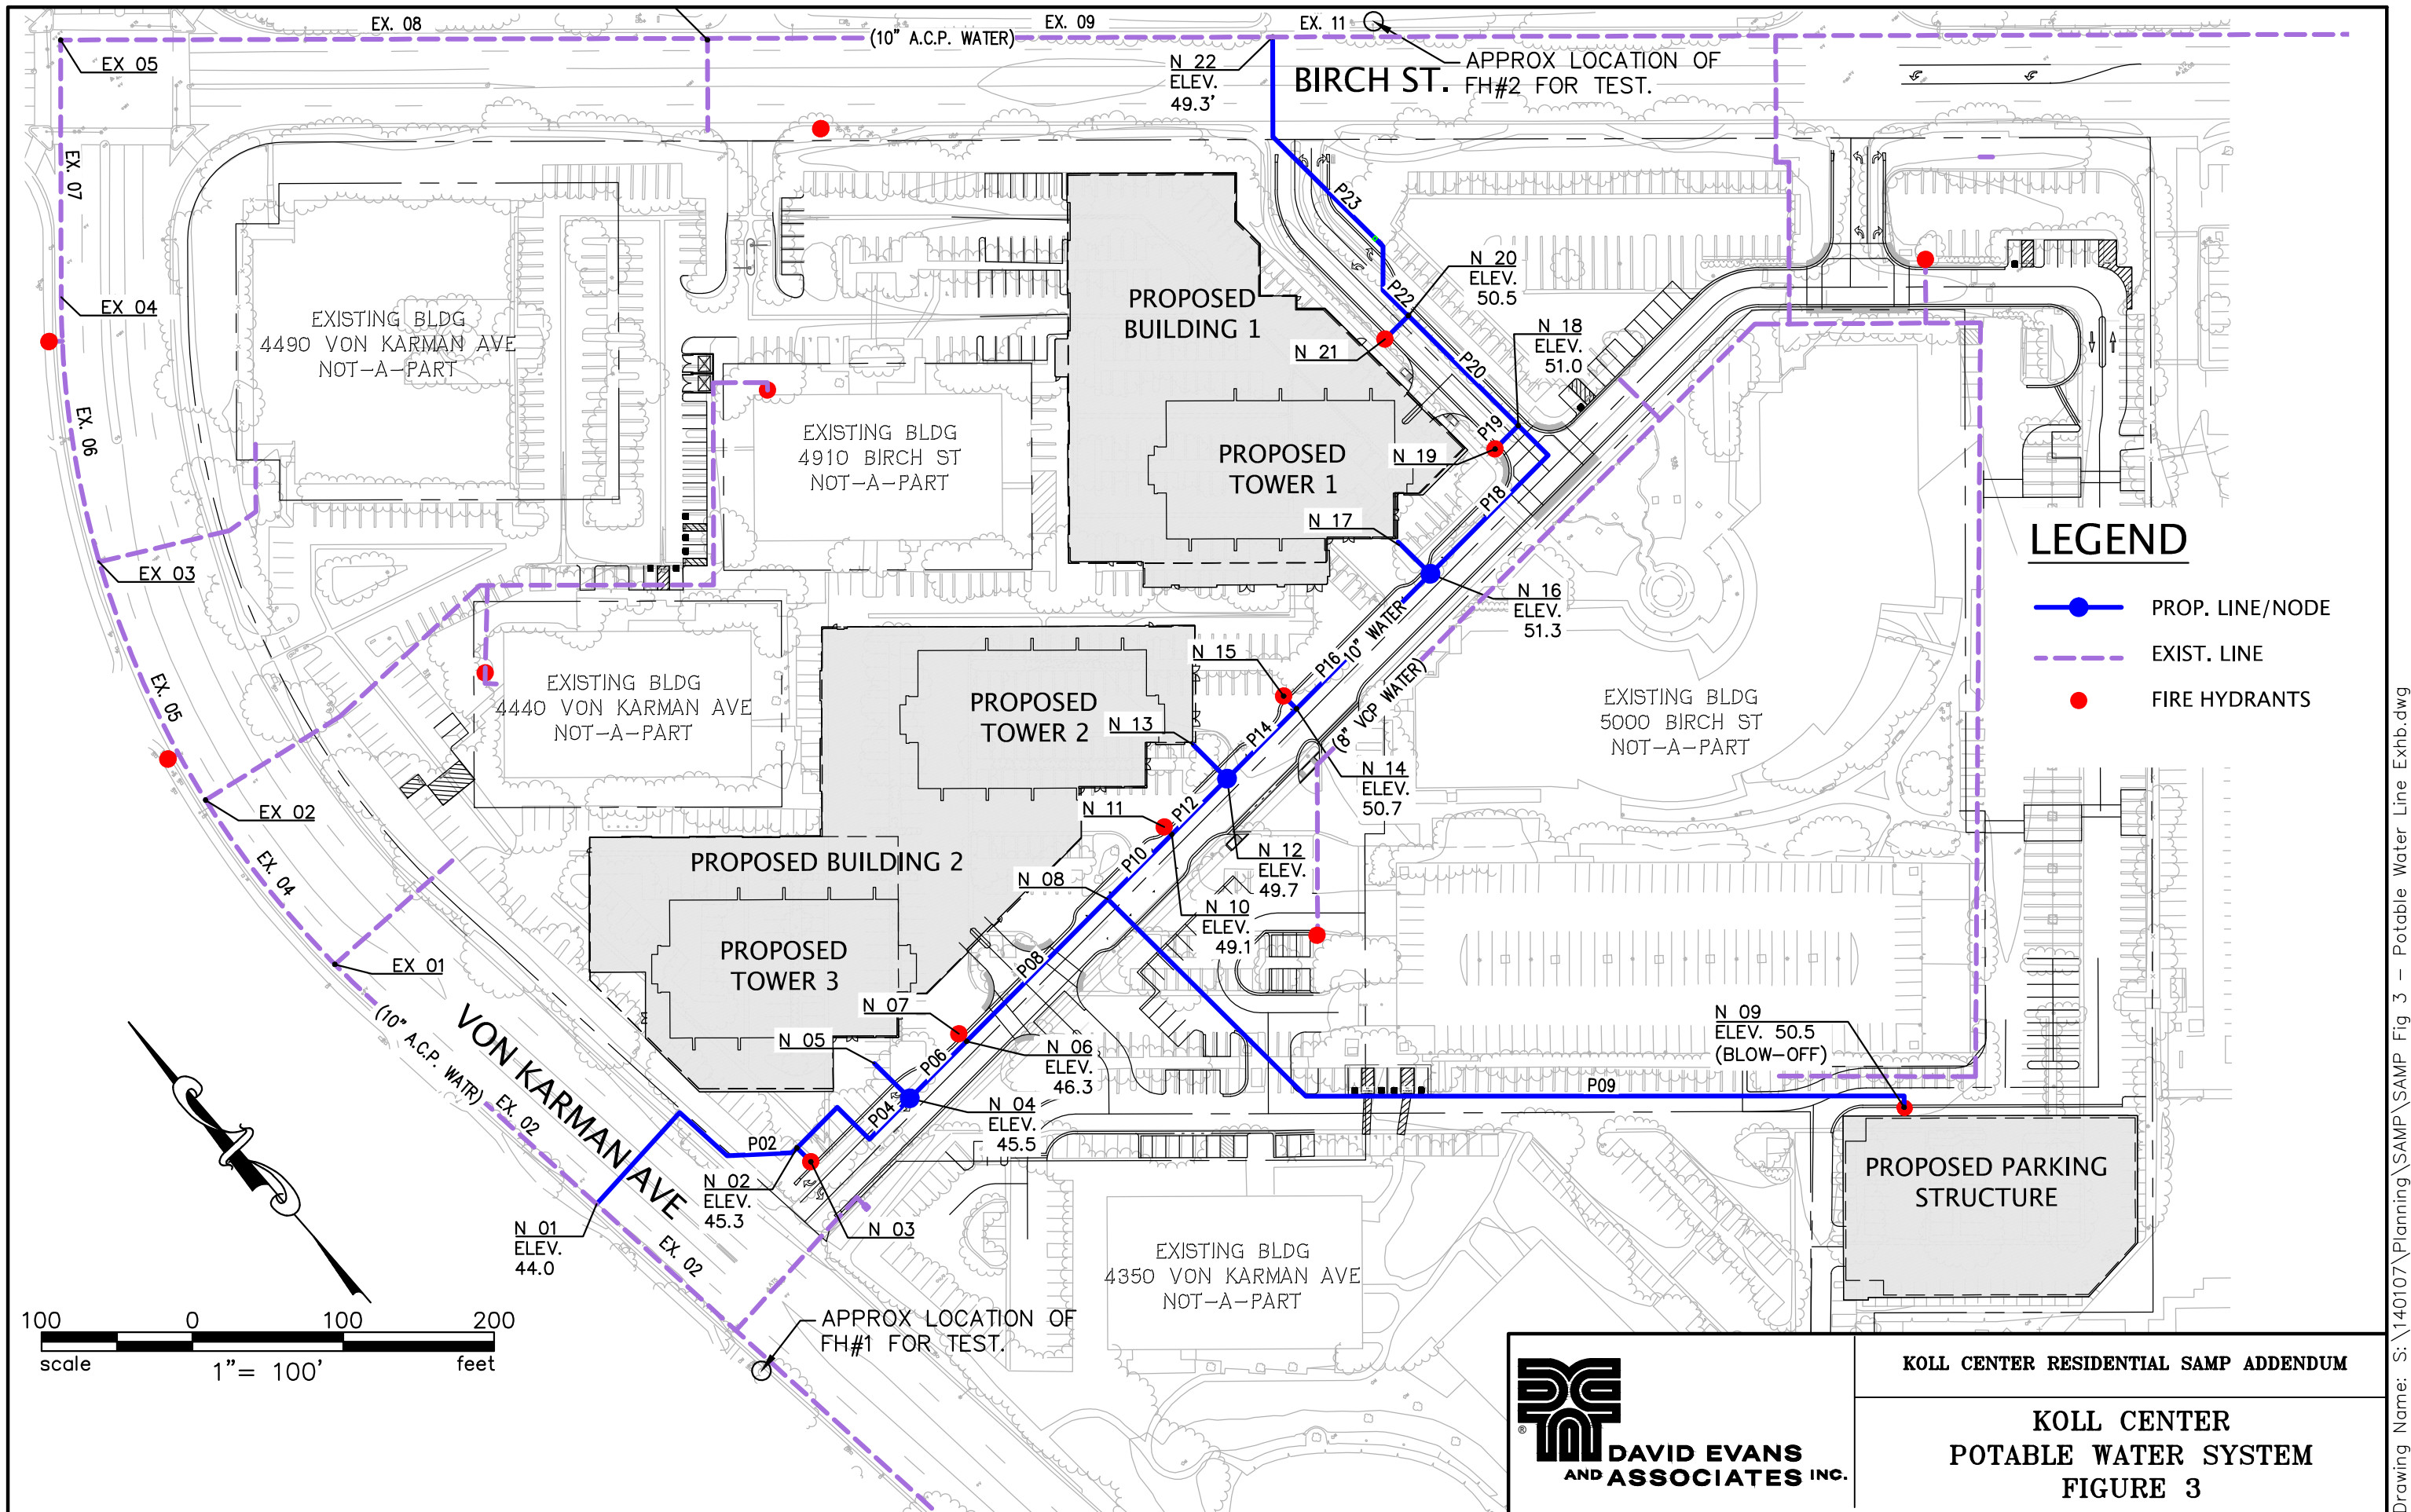 EX. 08
EX. 09
EX. 11
(10" A.C.P. WATER)
EX 05
N 22
ELEV.
49.3'
BIRCH ST.
APPROX LOCATION OF
FH#2 FOR TEST.
EX. 07
P23
EX 04
N 20
ELEV.
50.5
P22
N 18
ELEV.
51.0
EXISTING BLDG
4490 VON KARMAN AVE
NOT-A-PART
PROPOSED
BUILDING 1
N 21
P20
EX. 06
EXISTING BLDG
4910 BIRCH ST
NOT-A-PART
PROPOSED
TOWER 1
P19
N 19
P18
N 17
EX 03
LEGEND
PROP. LINE/NODE
EXIST. LINE
FIRE HYDRANTS
N 16
ELEV.
51.3
10" WATER
P16
N 15
EX. 05
EXISTING BLDG
4440 VON KARMAN AVE
NOT-A-PART
PROPOSED
TOWER 2
N 13
P14
(8" VCP WATER)
EXISTING BLDG
5000 BIRCH ST
NOT-A-PART
N 14
ELEV.
50.7
EX 02
N 11
P12
EX. 04
PROPOSED BUILDING 2
P10
N 12
ELEV.
49.7
N 08
N 10
ELEV.
49.1
PROPOSED
TOWER 3
EX 01
P08
(10" A.C.P. WATR)
VON KARMAN AVE
N 07
N 05
P06
N 06
ELEV.
46.3
N 09
ELEV. 50.5
(BLOW-OFF)
P09
EX. 02
P04
N 04
ELEV.
45.5
P02
N 02
ELEV.
45.3
PROPOSED PARKING
STRUCTURE
N 01
ELEV.
44.0
N 03
EX. 02
EXISTING BLDG
4350 VON KARMAN AVE
NOT-A-PART
APPROX LOCATION OF
FH#1 FOR TEST.
100 0 100 200
scale 1"= 100' feet
®
DAVID EVANS
AND ASSOCIATES INC.
KOLL CENTER RESIDENTIAL SAMP ADDENDUM
KOLL CENTER
POTABLE WATER SYSTEM
FIGURE 3
Drawing Name: S:\140107\Planning\SAMP\SAMP Fig 3 - Potable Water Line Exhb.dwg